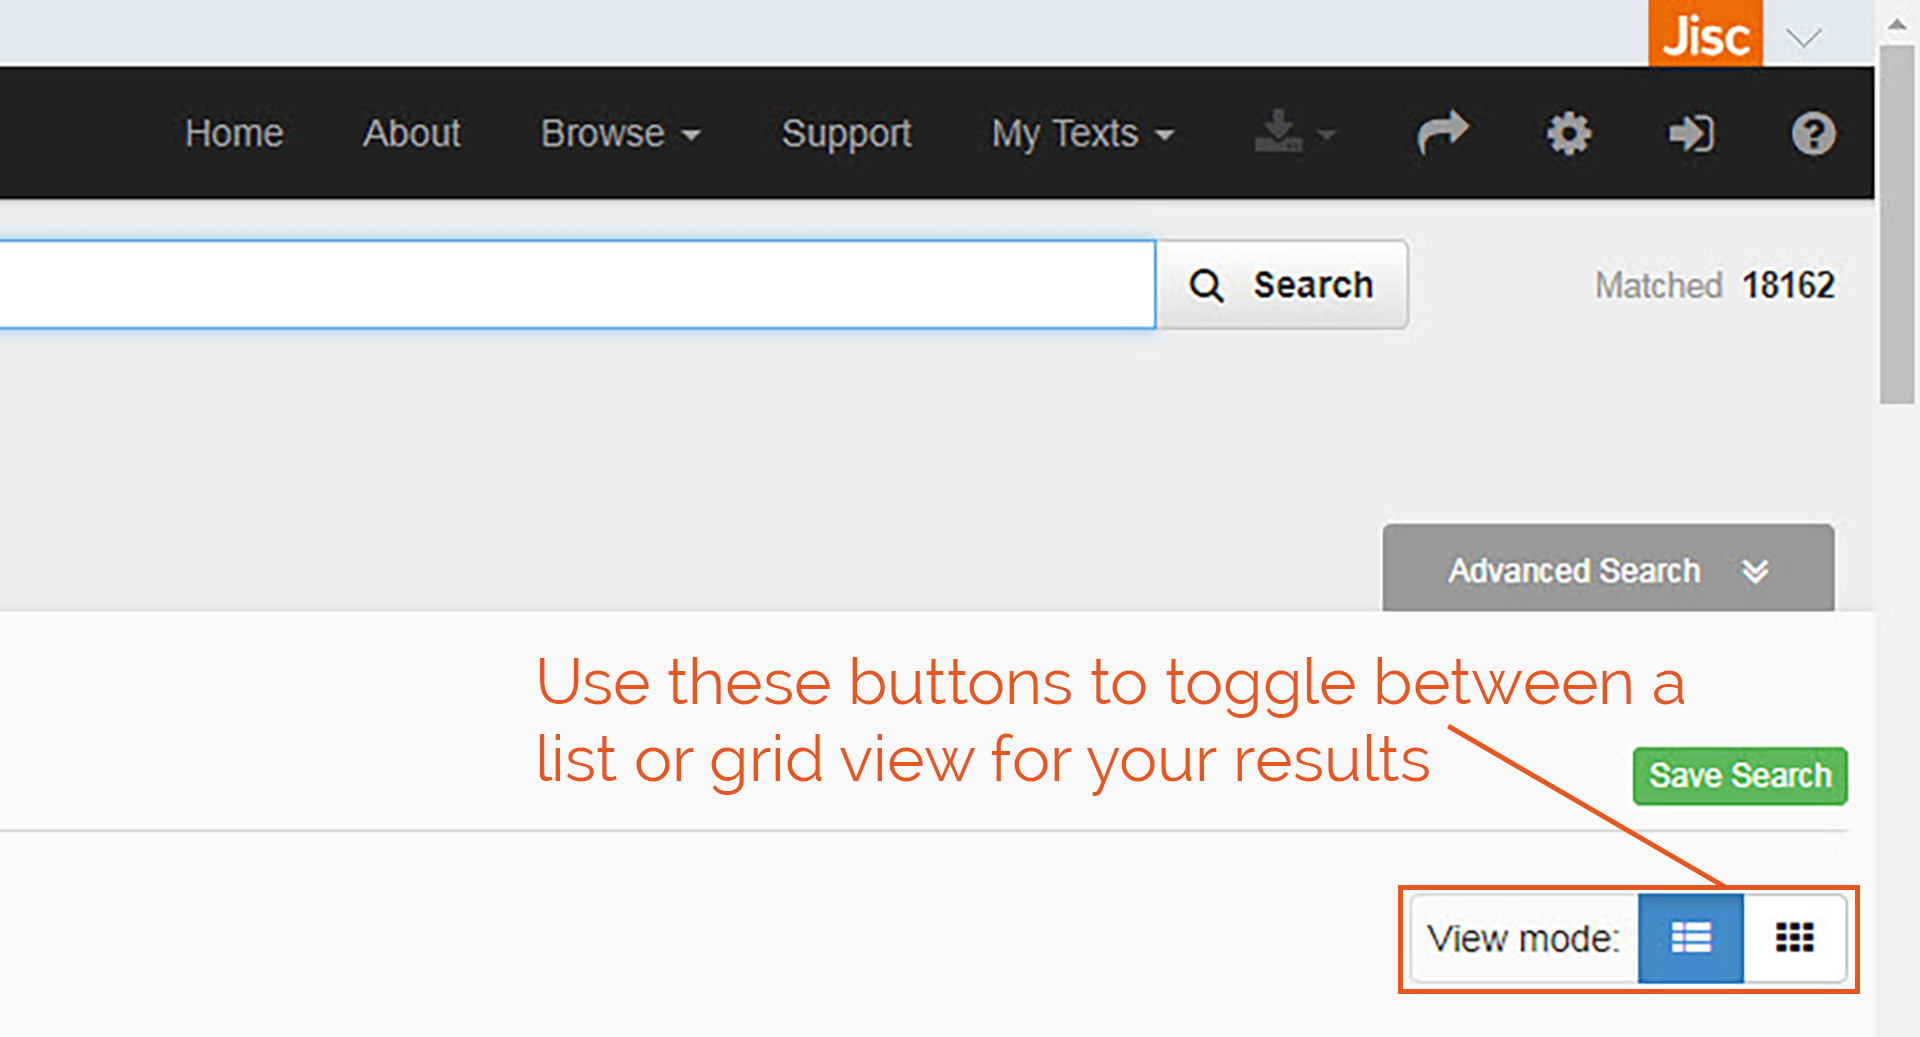 Jisc
Home About Browse Support My Texts
Search Matched 18162
Advanced Search
Use these buttons to toggle between a
list or grid view for your results
Save Search
View mode: